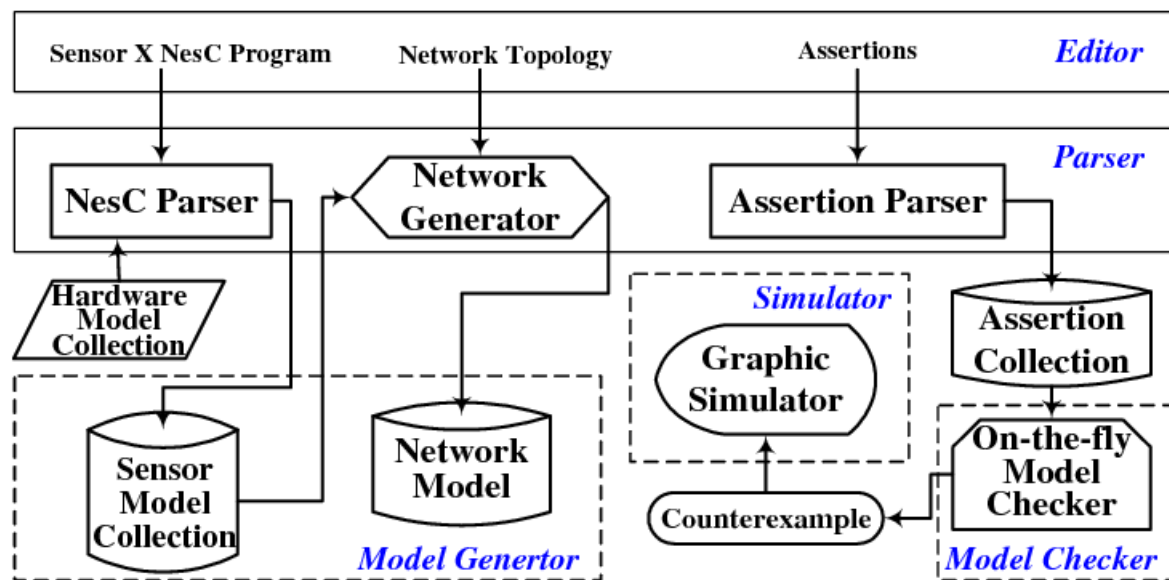 Sensor X NesC Program
Network Topology
Assertions
Editor
NesC Parser
Network
Generator
Assertion Parser
Parser
Hardware
Model
Collection
Simulator
Graphic
Simulator
Assertion
Collection
Sensor
Model
Collection
Network
Model
Model Genertor
Counterexample
On-the-fly
Model
Checker
Model Checker